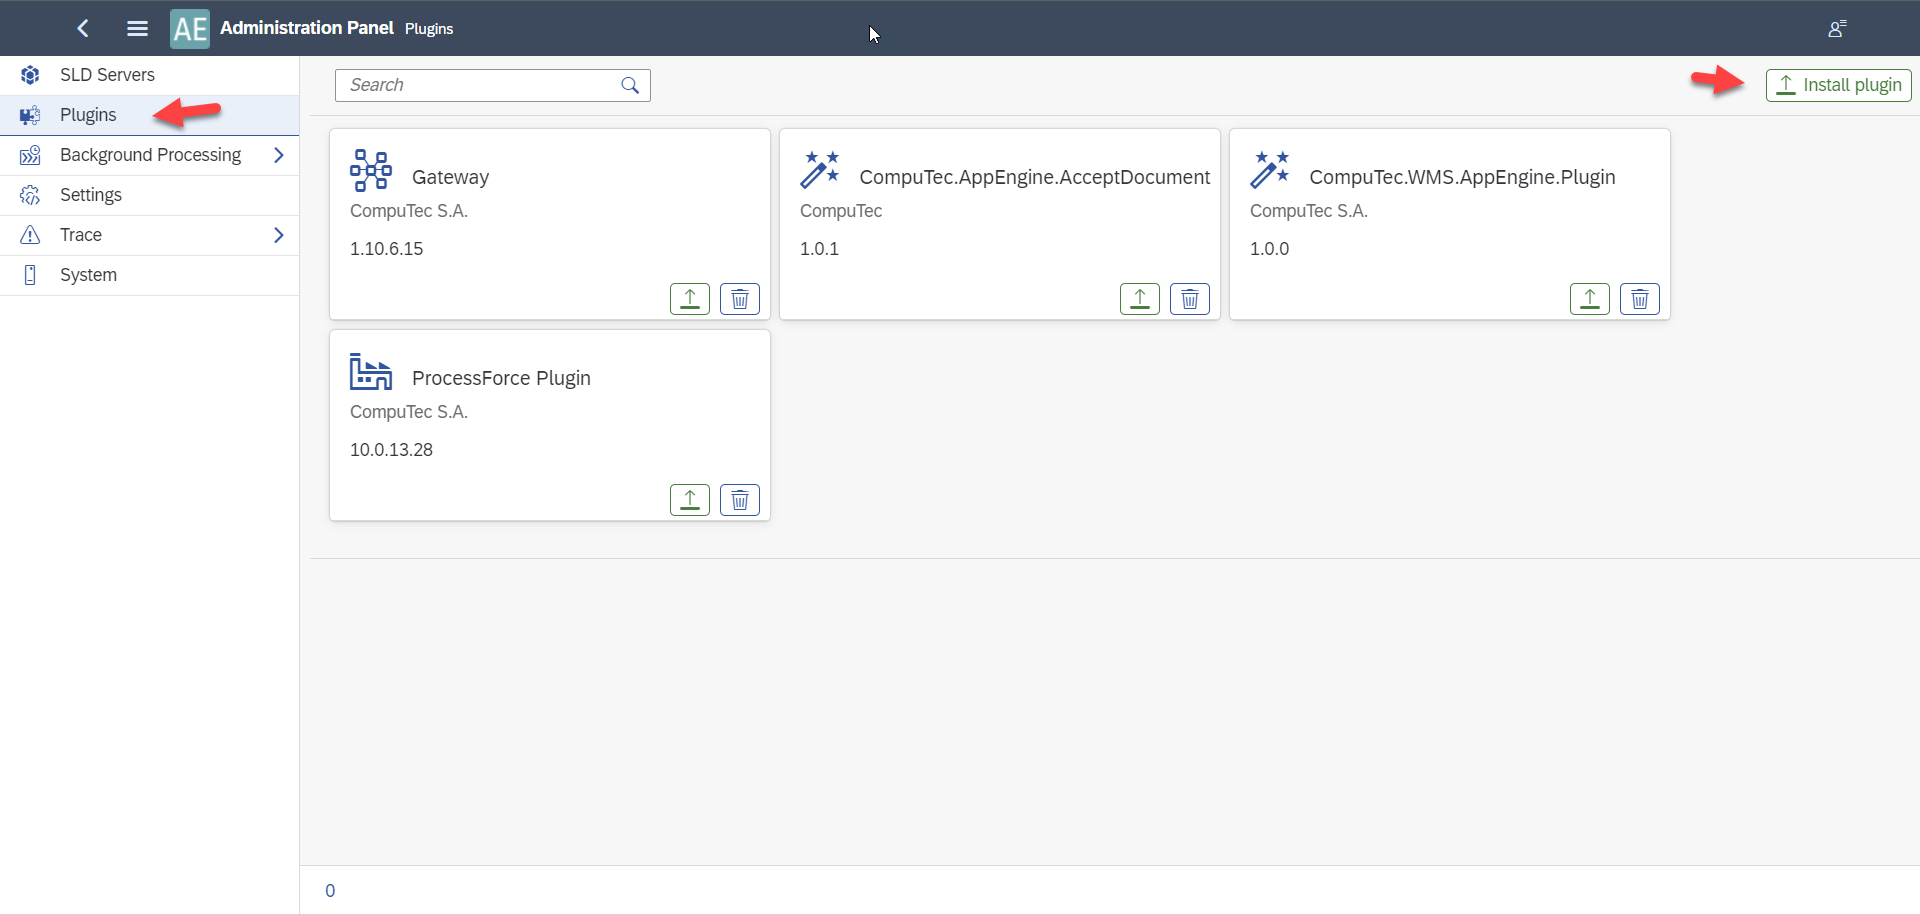 AE Administration Panel Plugins
SLD Servers
Plugins
Background Processing
Settings
Trace
System
Search
Install plugin
Gateway
CompuTec S.A.
1.10.6.15
CompuTec.AppEngine.AcceptDocument
CompuTec
1.0.1
CompuTec.WMS.AppEngine.Plugin
CompuTec S.A.
1.0.0
ProcessForce Plugin
CompuTec S.A.
10.0.13.28
0